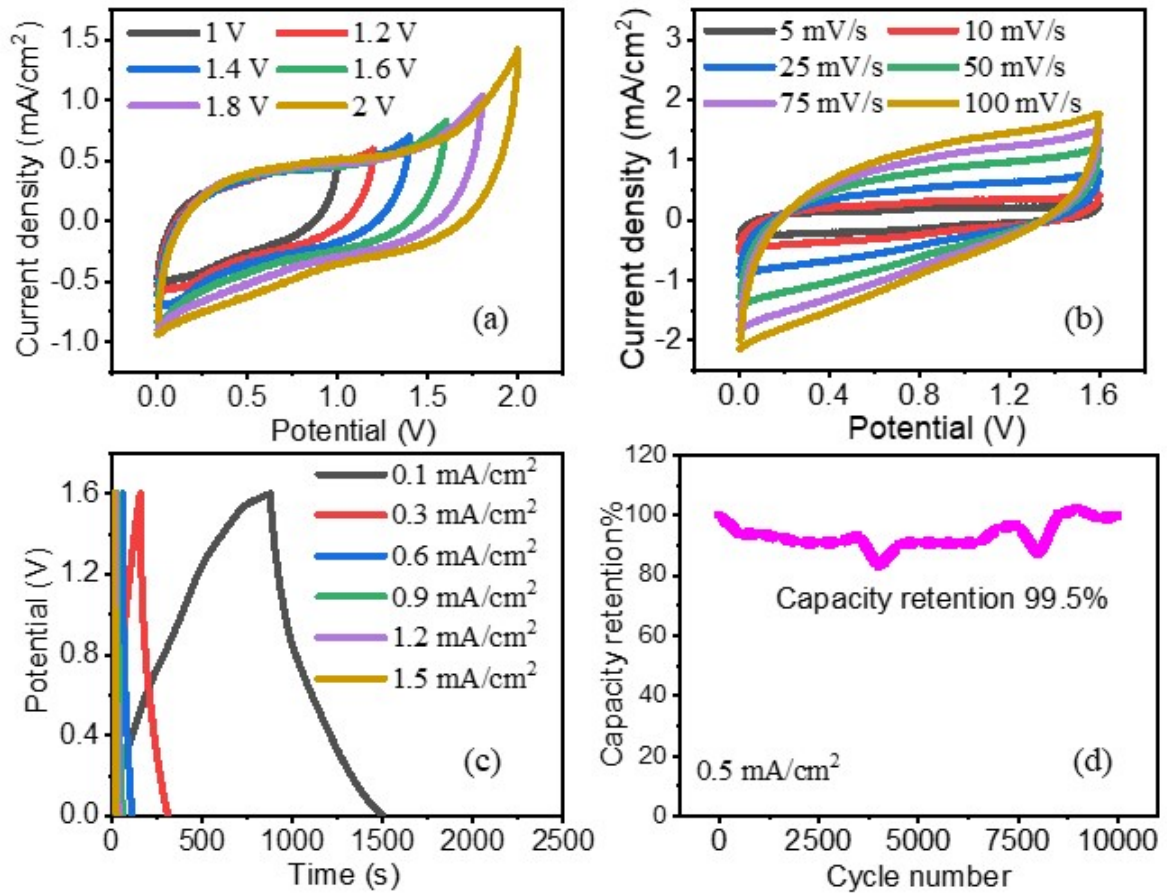 Current density (mA/cm²)
1.5
1.0
0.5
0.0
-0.5
-1.0
1 V 1.2 V
1.4 V 1.6 V
1.8 V 2 V
(a)
0.0 0.5 1.0 1.5 2.0
Potential (V)
Current density (mA/cm²)
3
2
1
0
-1
-2
5 mV/s 10 mV/s
25 mV/s 50 mV/s
75 mV/s 100 mV/s
(b)
0.0 0.4 0.8 1.2 1.6
Potential (V)
Potential (V)
1.6
1.2
0.8
0.4
0.0
0.1 mA/cm²
0.3 mA/cm²
0.6 mA/cm²
0.9 mA/cm²
1.2 mA/cm²
1.5 mA/cm²
(c)
0 500 1000 1500 2000 2500
Time (s)
Capacity retention%
120
100
80
60
40
20
0
Capacity retention 99.5%
0.5 mA/cm²
(d)
0 2500 5000 7500 10000
Cycle number